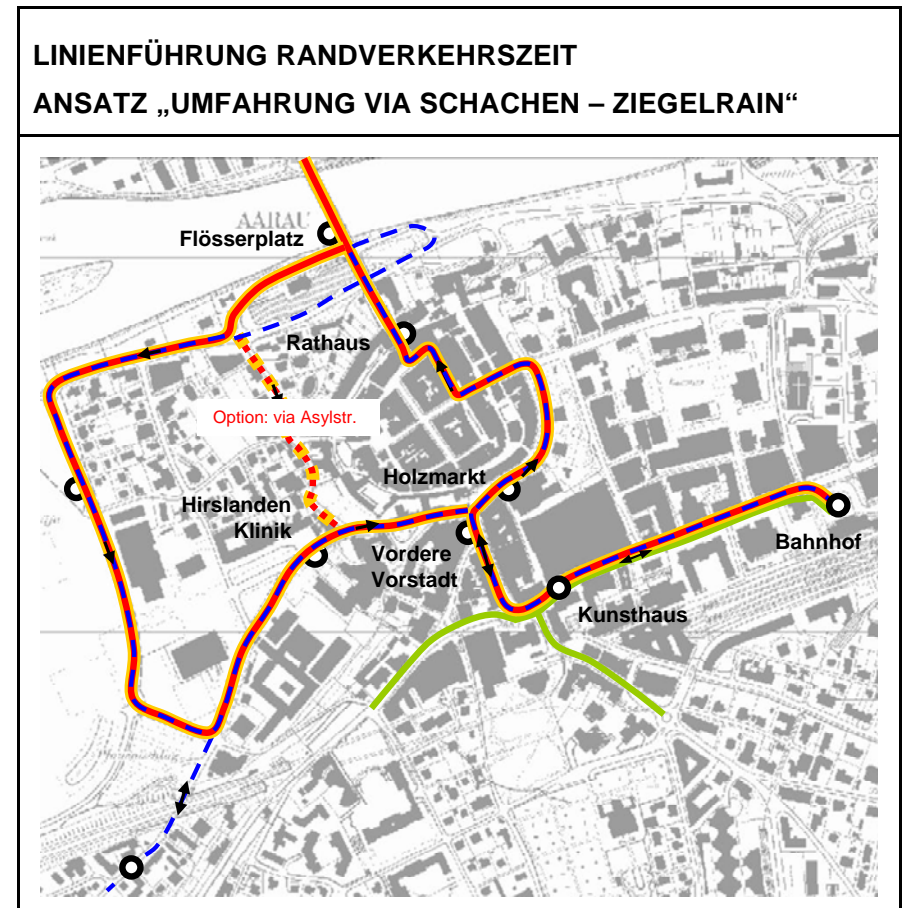 LINIENFÜHRUNG RANDVERKEHRSZEIT
ANSATZ „UMFAHRUNG VIA SCHACHEN – ZIEGELRAIN“
AARAU
Flösserplatz
Rathaus
Option: via Asylstr.
Holzmarkt
Hirslanden
Klinik
Vordere
Vorstadt
Bahnhof
Kunsthaus